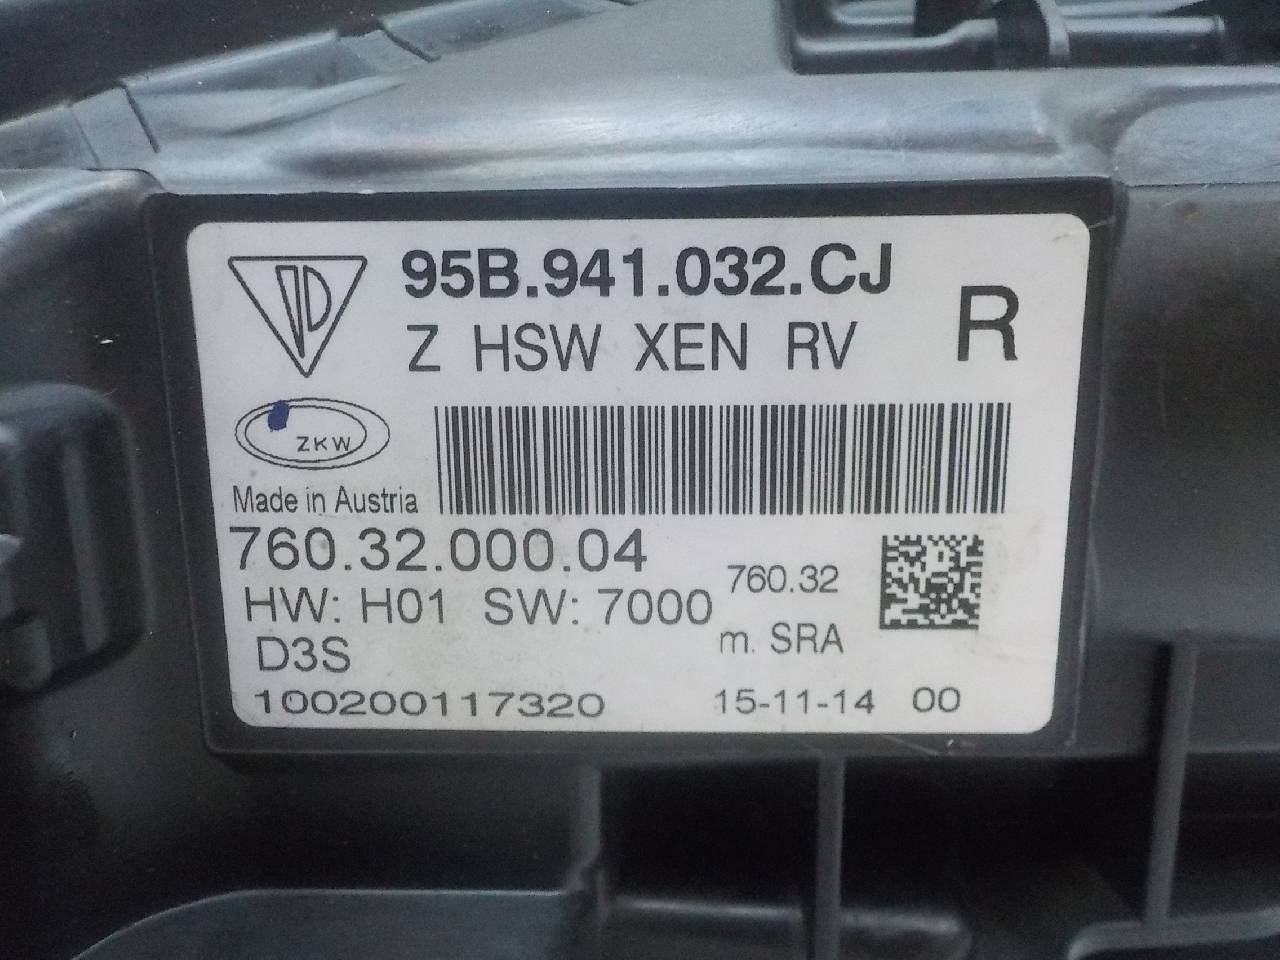 95B.941.032.CJ
Z HSW XEN RV
R
ZKW
Made in Austria
760.32.000.04
760.32
HW: H01 SW: 7000
m. SRA
D3S
100200117320
15-11-14 00